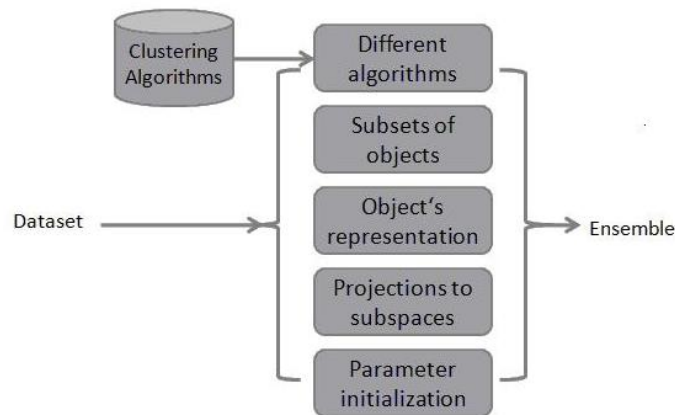 Clustering
Algorithms
Different
algorithms
Subsets of
objects
Dataset
Object‘s
representation
Ensemble
Projections to
subspaces
Parameter
initialization